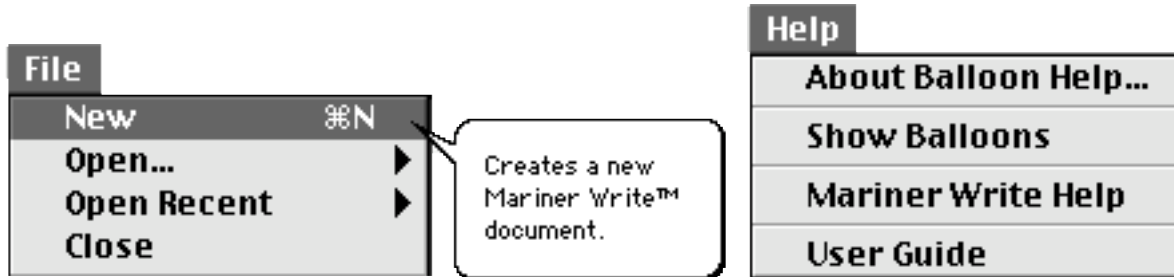 File
New ⌘N
Open...
Open Recent
Close
Creates a new
Mariner Write™
document.
Help
About Balloon Help...
Show Balloons
Mariner Write Help
User Guide